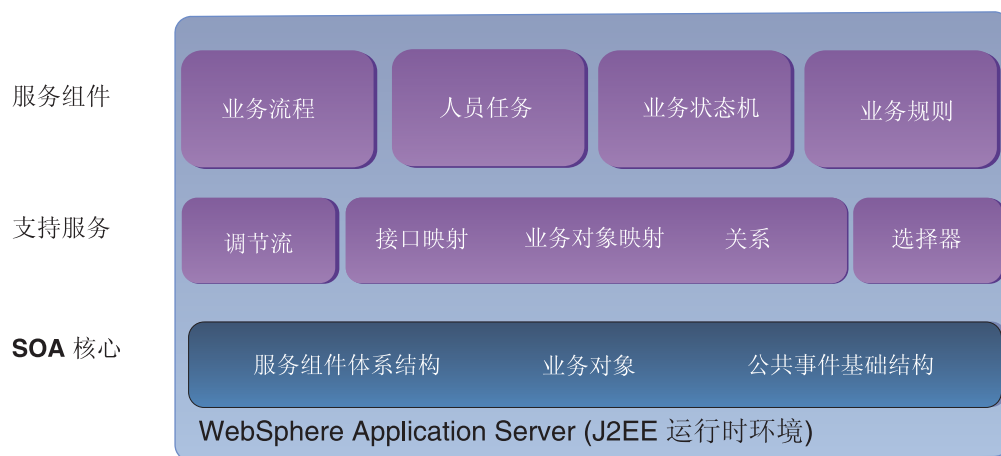 服务组件
业务流程
人员任务
业务状态机
业务规则
支持服务
调节流
接口映射
业务对象映射
关系
选择器
SOA 核心
服务组件体系结构
业务对象
公共事件基础结构
WebSphere Application Server (J2EE 运行时环境)